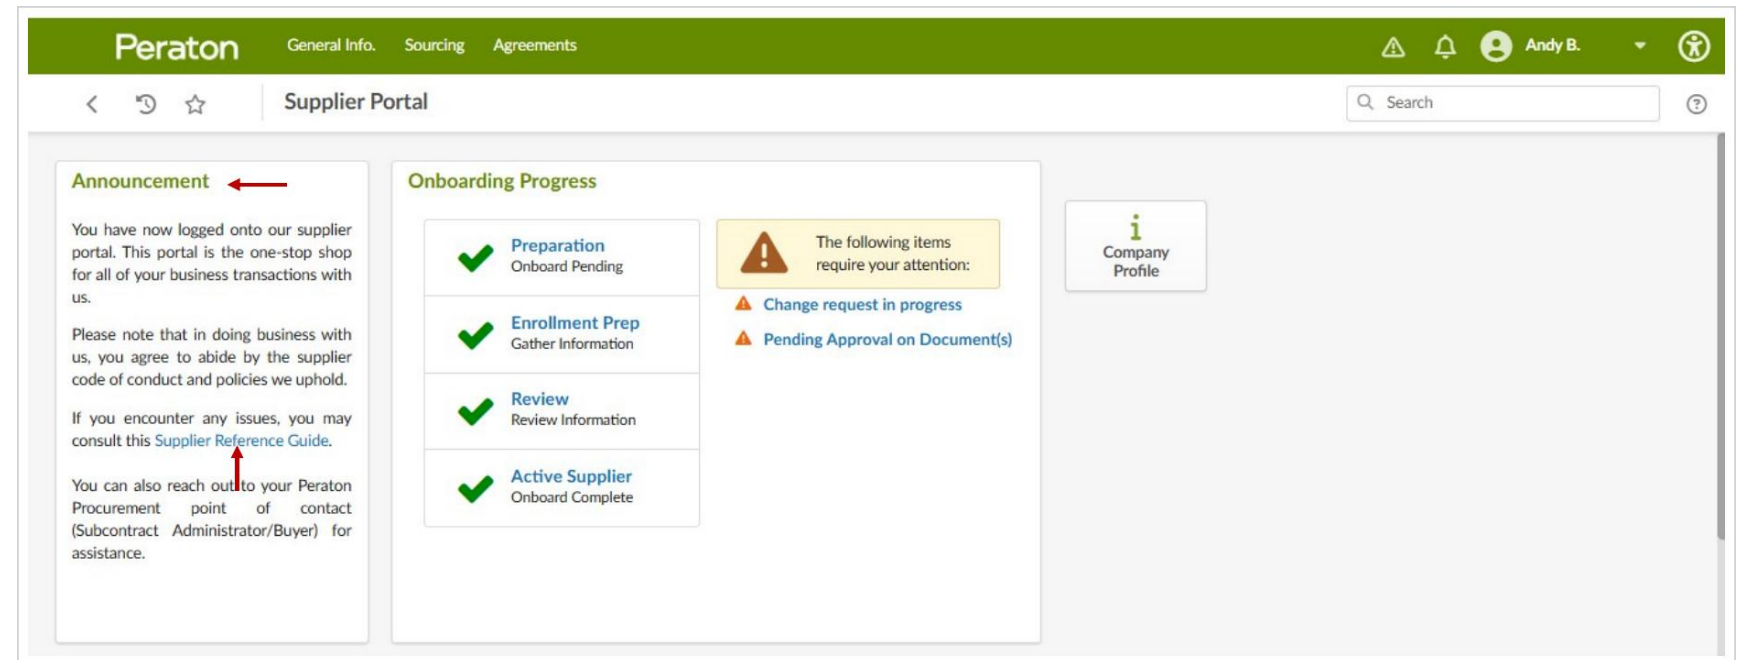 Peraton
General Info.
Sourcing
Agreements
Andy B.
Supplier Portal
Search
Announcement
You have now logged onto our supplier
portal. This portal is the one-stop shop
for all of your business transactions with
us.
Please note that in doing business with
us, you agree to abide by the supplier
code of conduct and policies we uphold.
If you encounter any issues, you may
consult this Supplier Reference Guide.
You can also reach out to your Peraton
Procurement point of contact
(Subcontract Administrator/Buyer) for
assistance.
Onboarding Progress
Preparation
Onboard Pending
Enrollment Prep
Gather Information
Review
Review Information
Active Supplier
Onboard Complete
The following items
require your attention:
Change request in progress
Pending Approval on Document(s)
Company
Profile